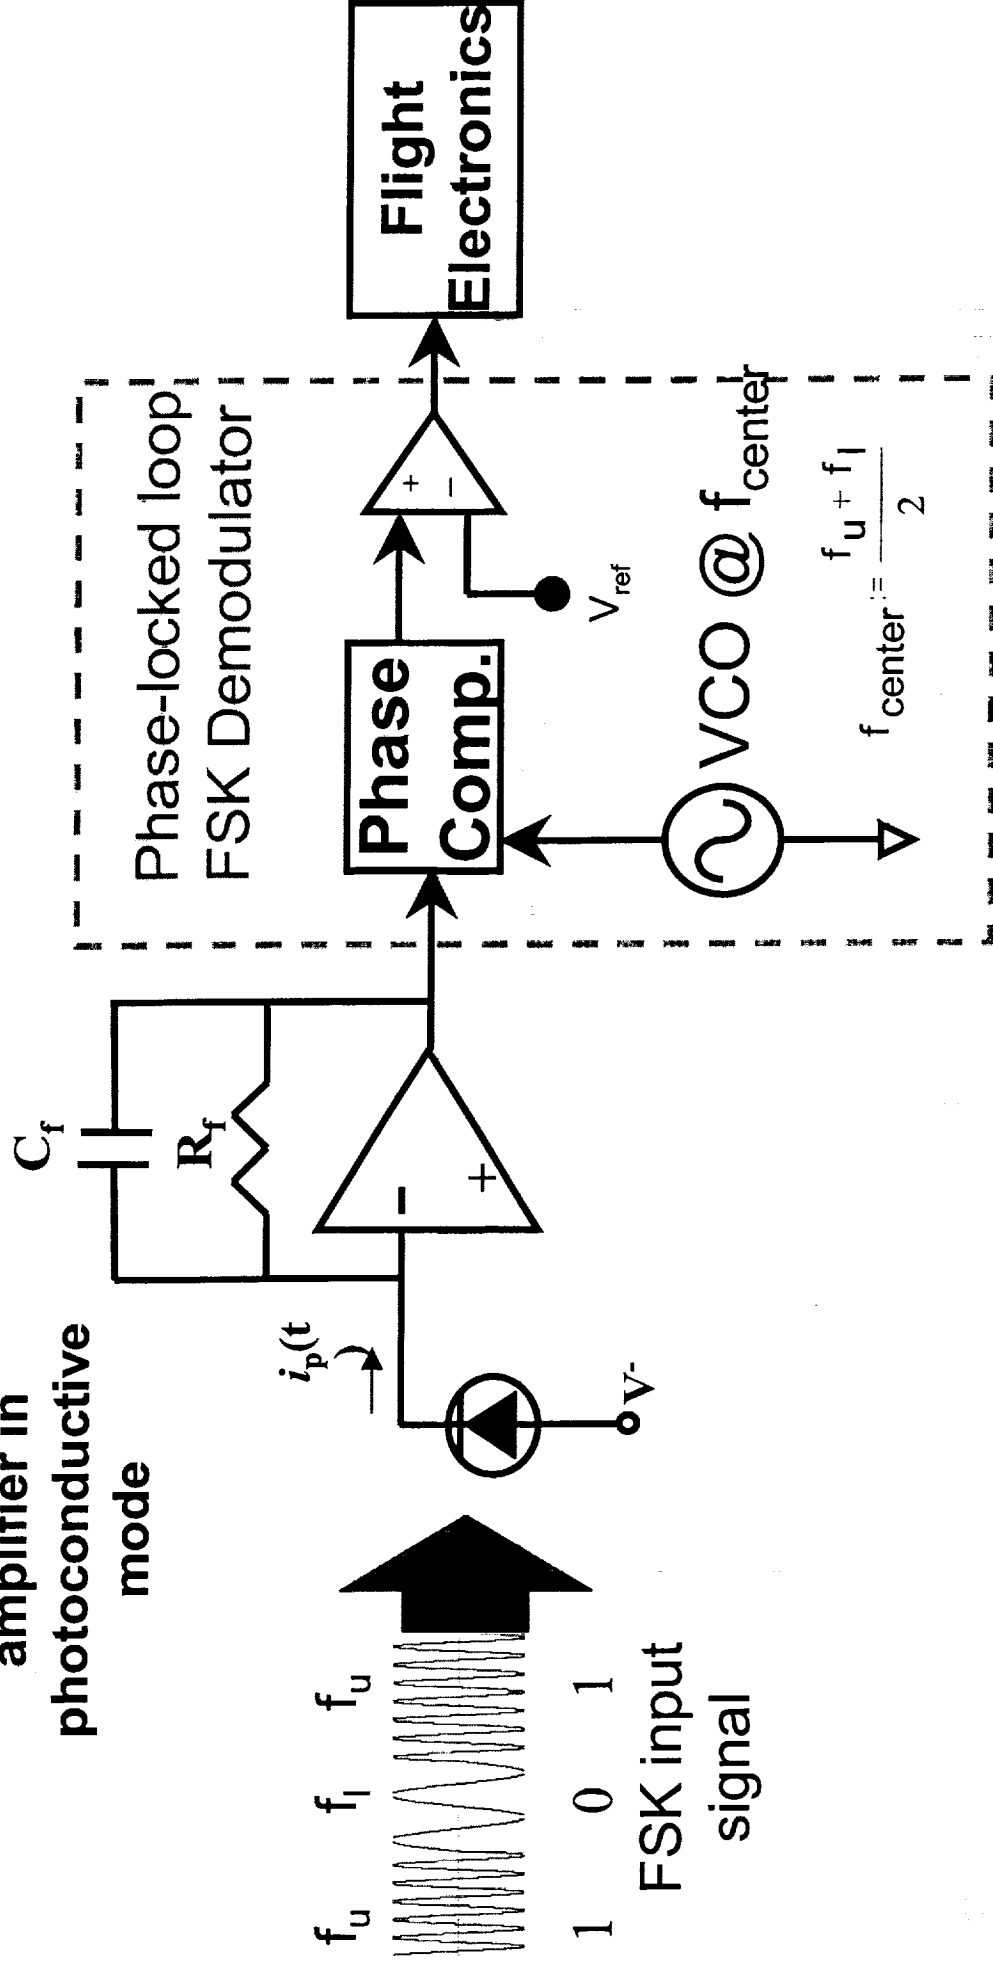 amplifier in
photoconductive
mode
C_f
R_f
i_p(t)
−
+
V-
f_u f_l f_u
1 0 1
FSK input
signal
Phase-locked loop
FSK Demodulator
Phase
Comp.
+
−
V_ref
VCO @ f_center
f_center := f_u + f_l
2
Flight
Electronics